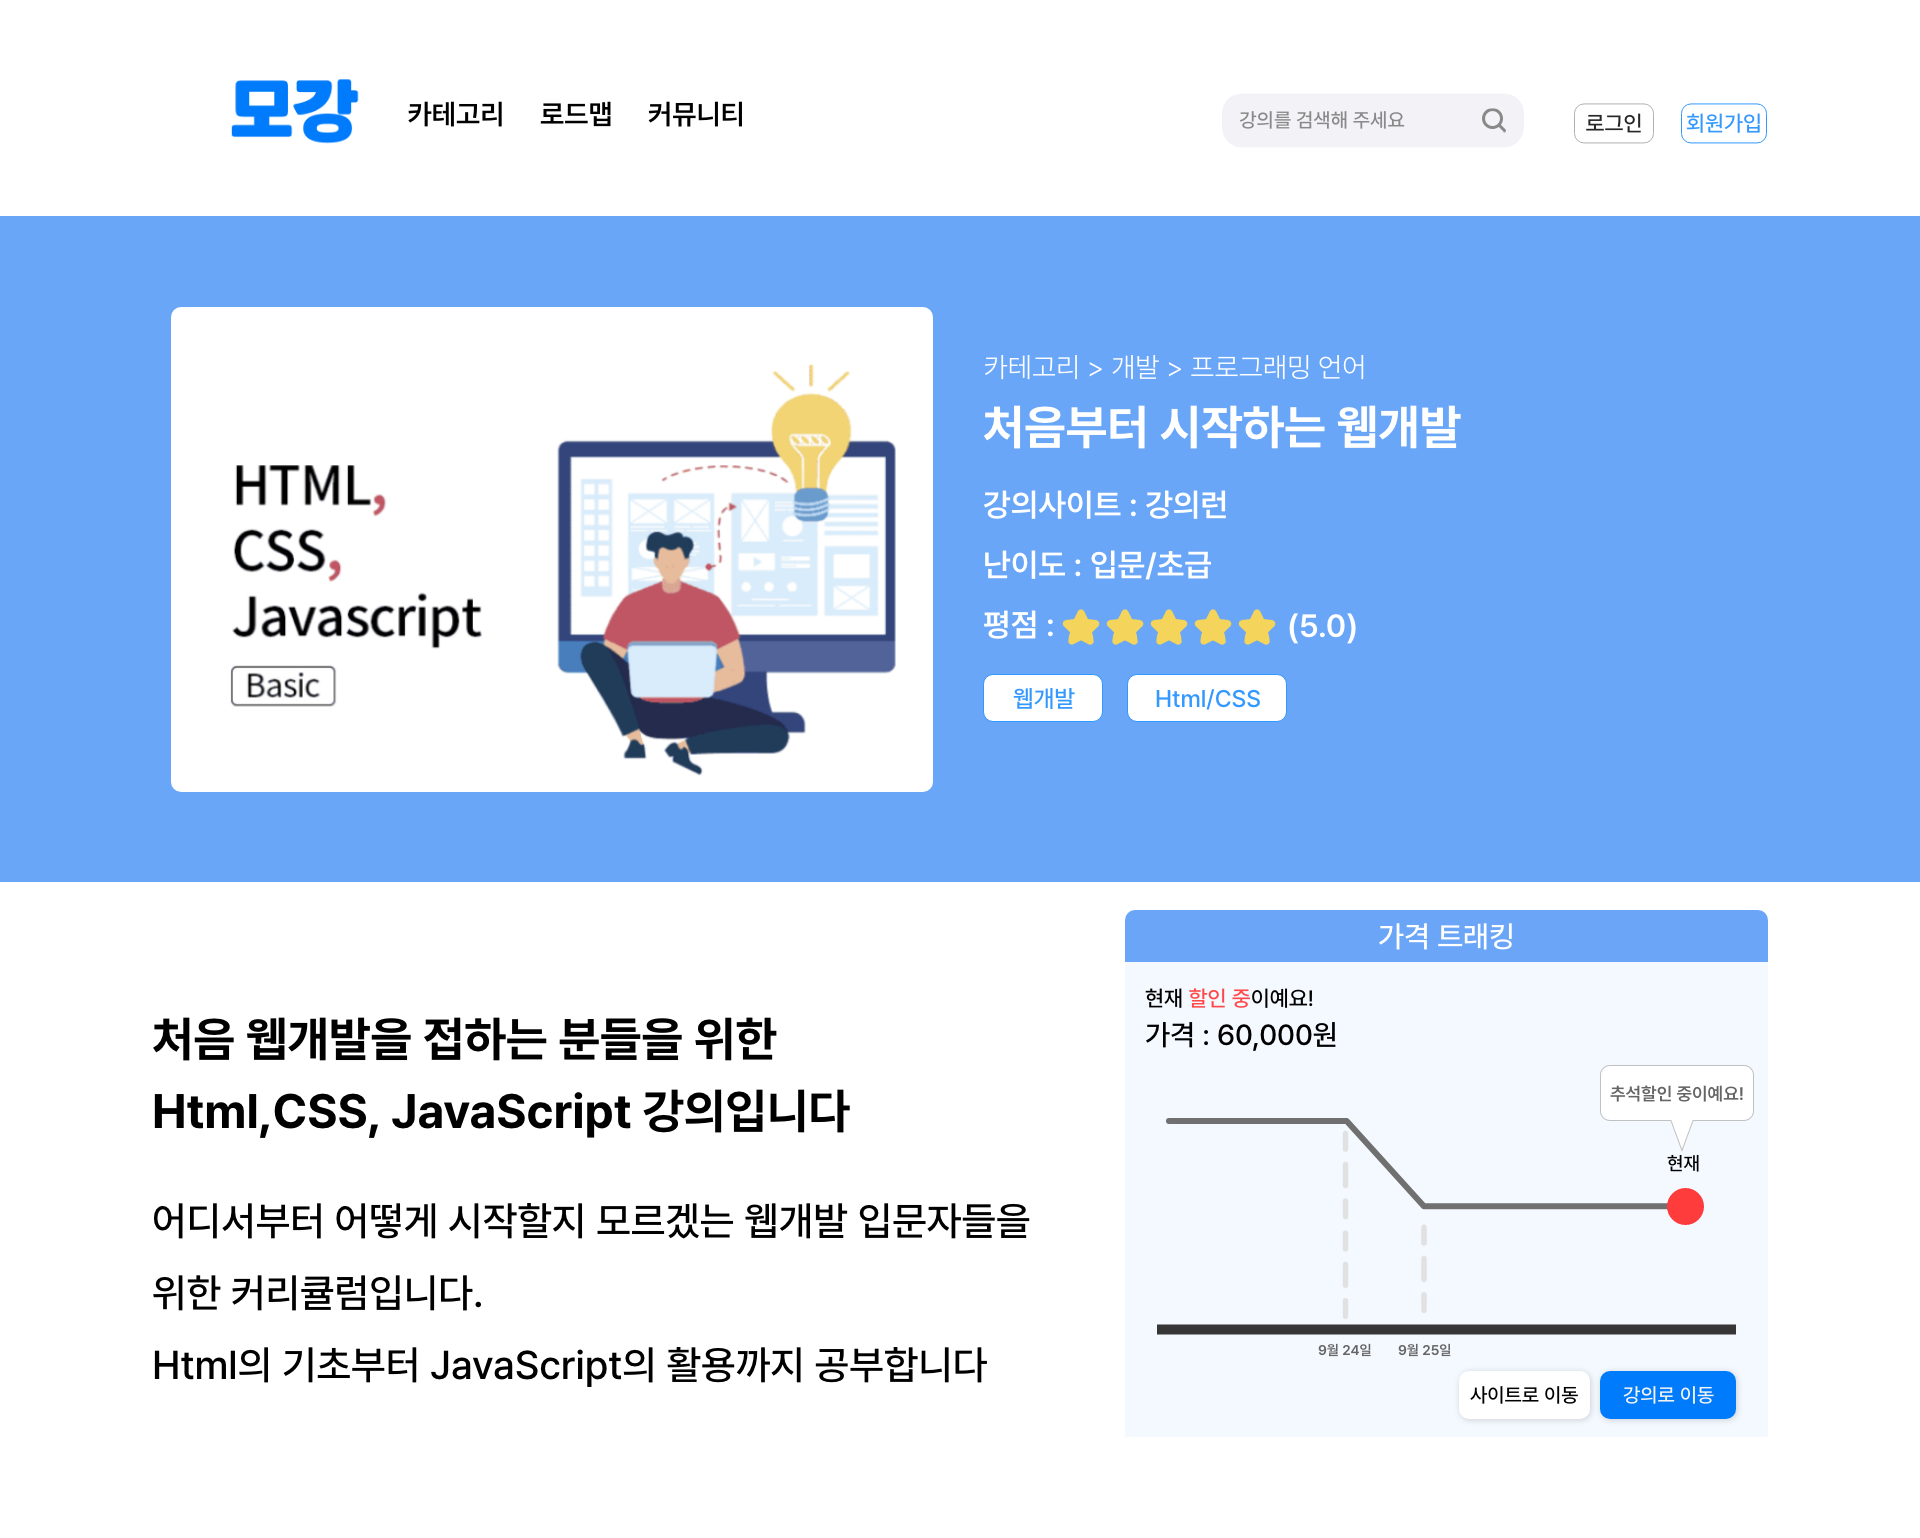 모강
카테고리 로드맵 커뮤니티
강의를 검색해 주세요
로그인
회원가입
HTML,
CSS,
Javascript
Basic
카테고리 > 개발 > 프로그래밍 언어
처음부터 시작하는 웹개발
강의사이트 : 강의런
난이도 : 입문/초급
평점 : (5.0)
웹개발 Html/CSS
처음 웹개발을 접하는 분들을 위한
Html,CSS, JavaScript 강의입니다
어디서부터 어떻게 시작할지 모르겠는 웹개발 입문자들을
위한 커리큘럼입니다.
Html의 기초부터 JavaScript의 활용까지 공부합니다
가격 트래킹
현재 할인 중이예요!
가격 : 60,000원
추석할인 중이예요!
현재
9월 24일 9월 25일
사이트로 이동 강의로 이동